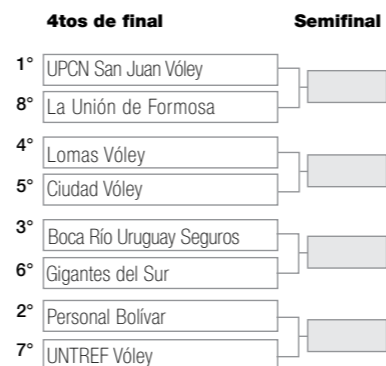 4tos de final Semifinal
1° UPCN San Juan Vóley
8° La Unión de Formosa
4° Lomas Vóley
5° Ciudad Vóley
3° Boca Río Uruguay Seguros
6° Gigantes del Sur
2° Personal Bolívar
7° UNTREF Vóley